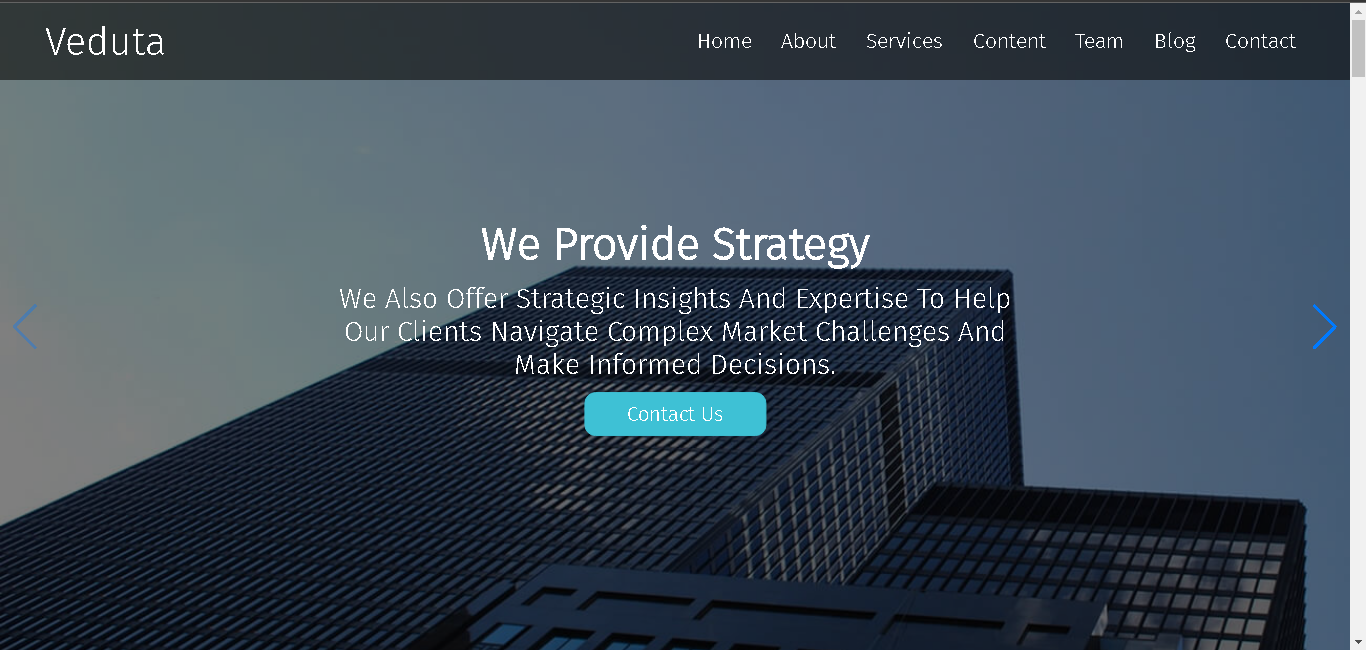 Veduta
Home About Services Content Team Blog Contact
We Provide Strategy
We Also Offer Strategic Insights And Expertise To Help
Our Clients Navigate Complex Market Challenges And
Make Informed Decisions.
Contact Us